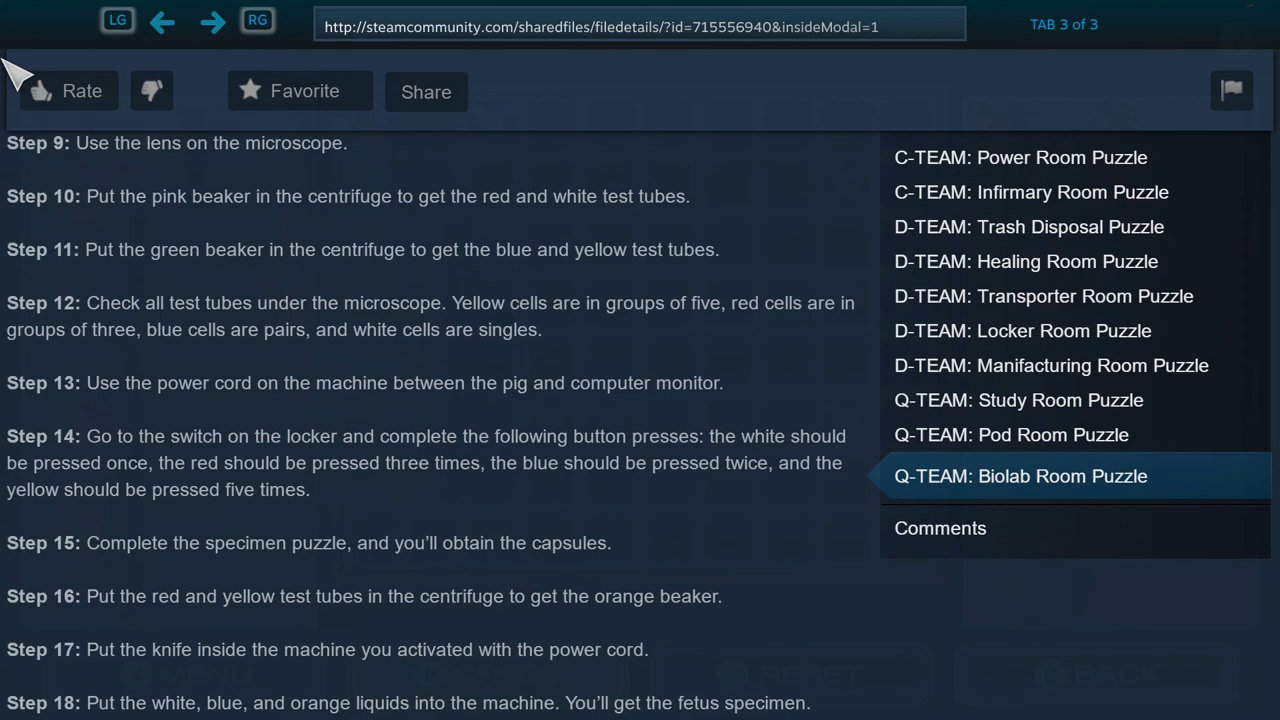 LG
RG
http://steamcommunity.com/sharedfiles/filedetails/?id=715556940&insideModal=1
TAB 3 of 3
Rate
Favorite
Share
Step 9: Use the lens on the microscope.
Step 10: Put the pink beaker in the centrifuge to get the red and white test tubes.
Step 11: Put the green beaker in the centrifuge to get the blue and yellow test tubes.
Step 12: Check all test tubes under the microscope. Yellow cells are in groups of five, red cells are in
groups of three, blue cells are pairs, and white cells are singles.
Step 13: Use the power cord on the machine between the pig and computer monitor.
Step 14: Go to the switch on the locker and complete the following button presses: the white should
be pressed once, the red should be pressed three times, the blue should be pressed twice, and the
yellow should be pressed five times.
Step 15: Complete the specimen puzzle, and you’ll obtain the capsules.
Step 16: Put the red and yellow test tubes in the centrifuge to get the orange beaker.
Step 17: Put the knife inside the machine you activated with the power cord.
Step 18: Put the white, blue, and orange liquids into the machine. You’ll get the fetus specimen.
C-TEAM: Power Room Puzzle
C-TEAM: Infirmary Room Puzzle
D-TEAM: Trash Disposal Puzzle
D-TEAM: Healing Room Puzzle
D-TEAM: Transporter Room Puzzle
D-TEAM: Locker Room Puzzle
D-TEAM: Manifacturing Room Puzzle
Q-TEAM: Study Room Puzzle
Q-TEAM: Pod Room Puzzle
Q-TEAM: Biolab Room Puzzle
Comments
MENU
RESET
BACK